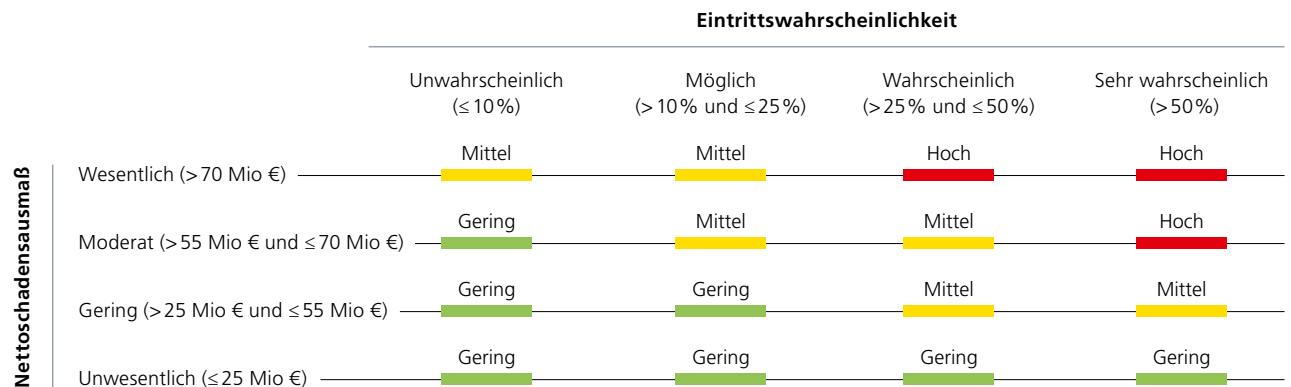 Eintrittswahrscheinlichkeit
Unwahrscheinlich Möglich Wahrscheinlich Sehr wahrscheinlich
(≤ 10 %) (> 10 % und ≤ 25 %) (> 25 % und ≤ 50 %) (> 50 %)
Nettoschadensausmaß
Mittel Mittel Hoch Hoch
Wesentlich (> 70 Mio €)
Gering Mittel Mittel Hoch
Moderat (> 55 Mio € und ≤ 70 Mio €)
Gering Gering Mittel Mittel
Gering (> 25 Mio € und ≤ 55 Mio €)
Gering Gering Gering Gering
Unwesentlich (≤ 25 Mio €)